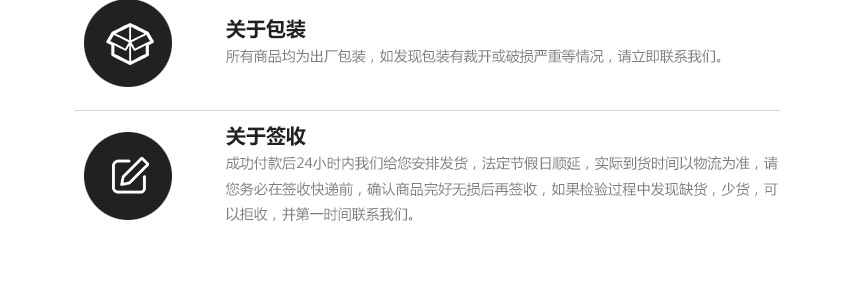 关于包装
所有商品均为出厂包装，如发现包装有裁开或破损严重等情况，请立即联系我们。
关于签收
成功付款后24小时内我们给您安排发货，法定节假日顺延，实际到货时间以物流为准，请
您务必在签收快递前，确认商品完好无损后再签收，如果检验过程中发现缺货，少货，可
以拒收，并第一时间联系我们。